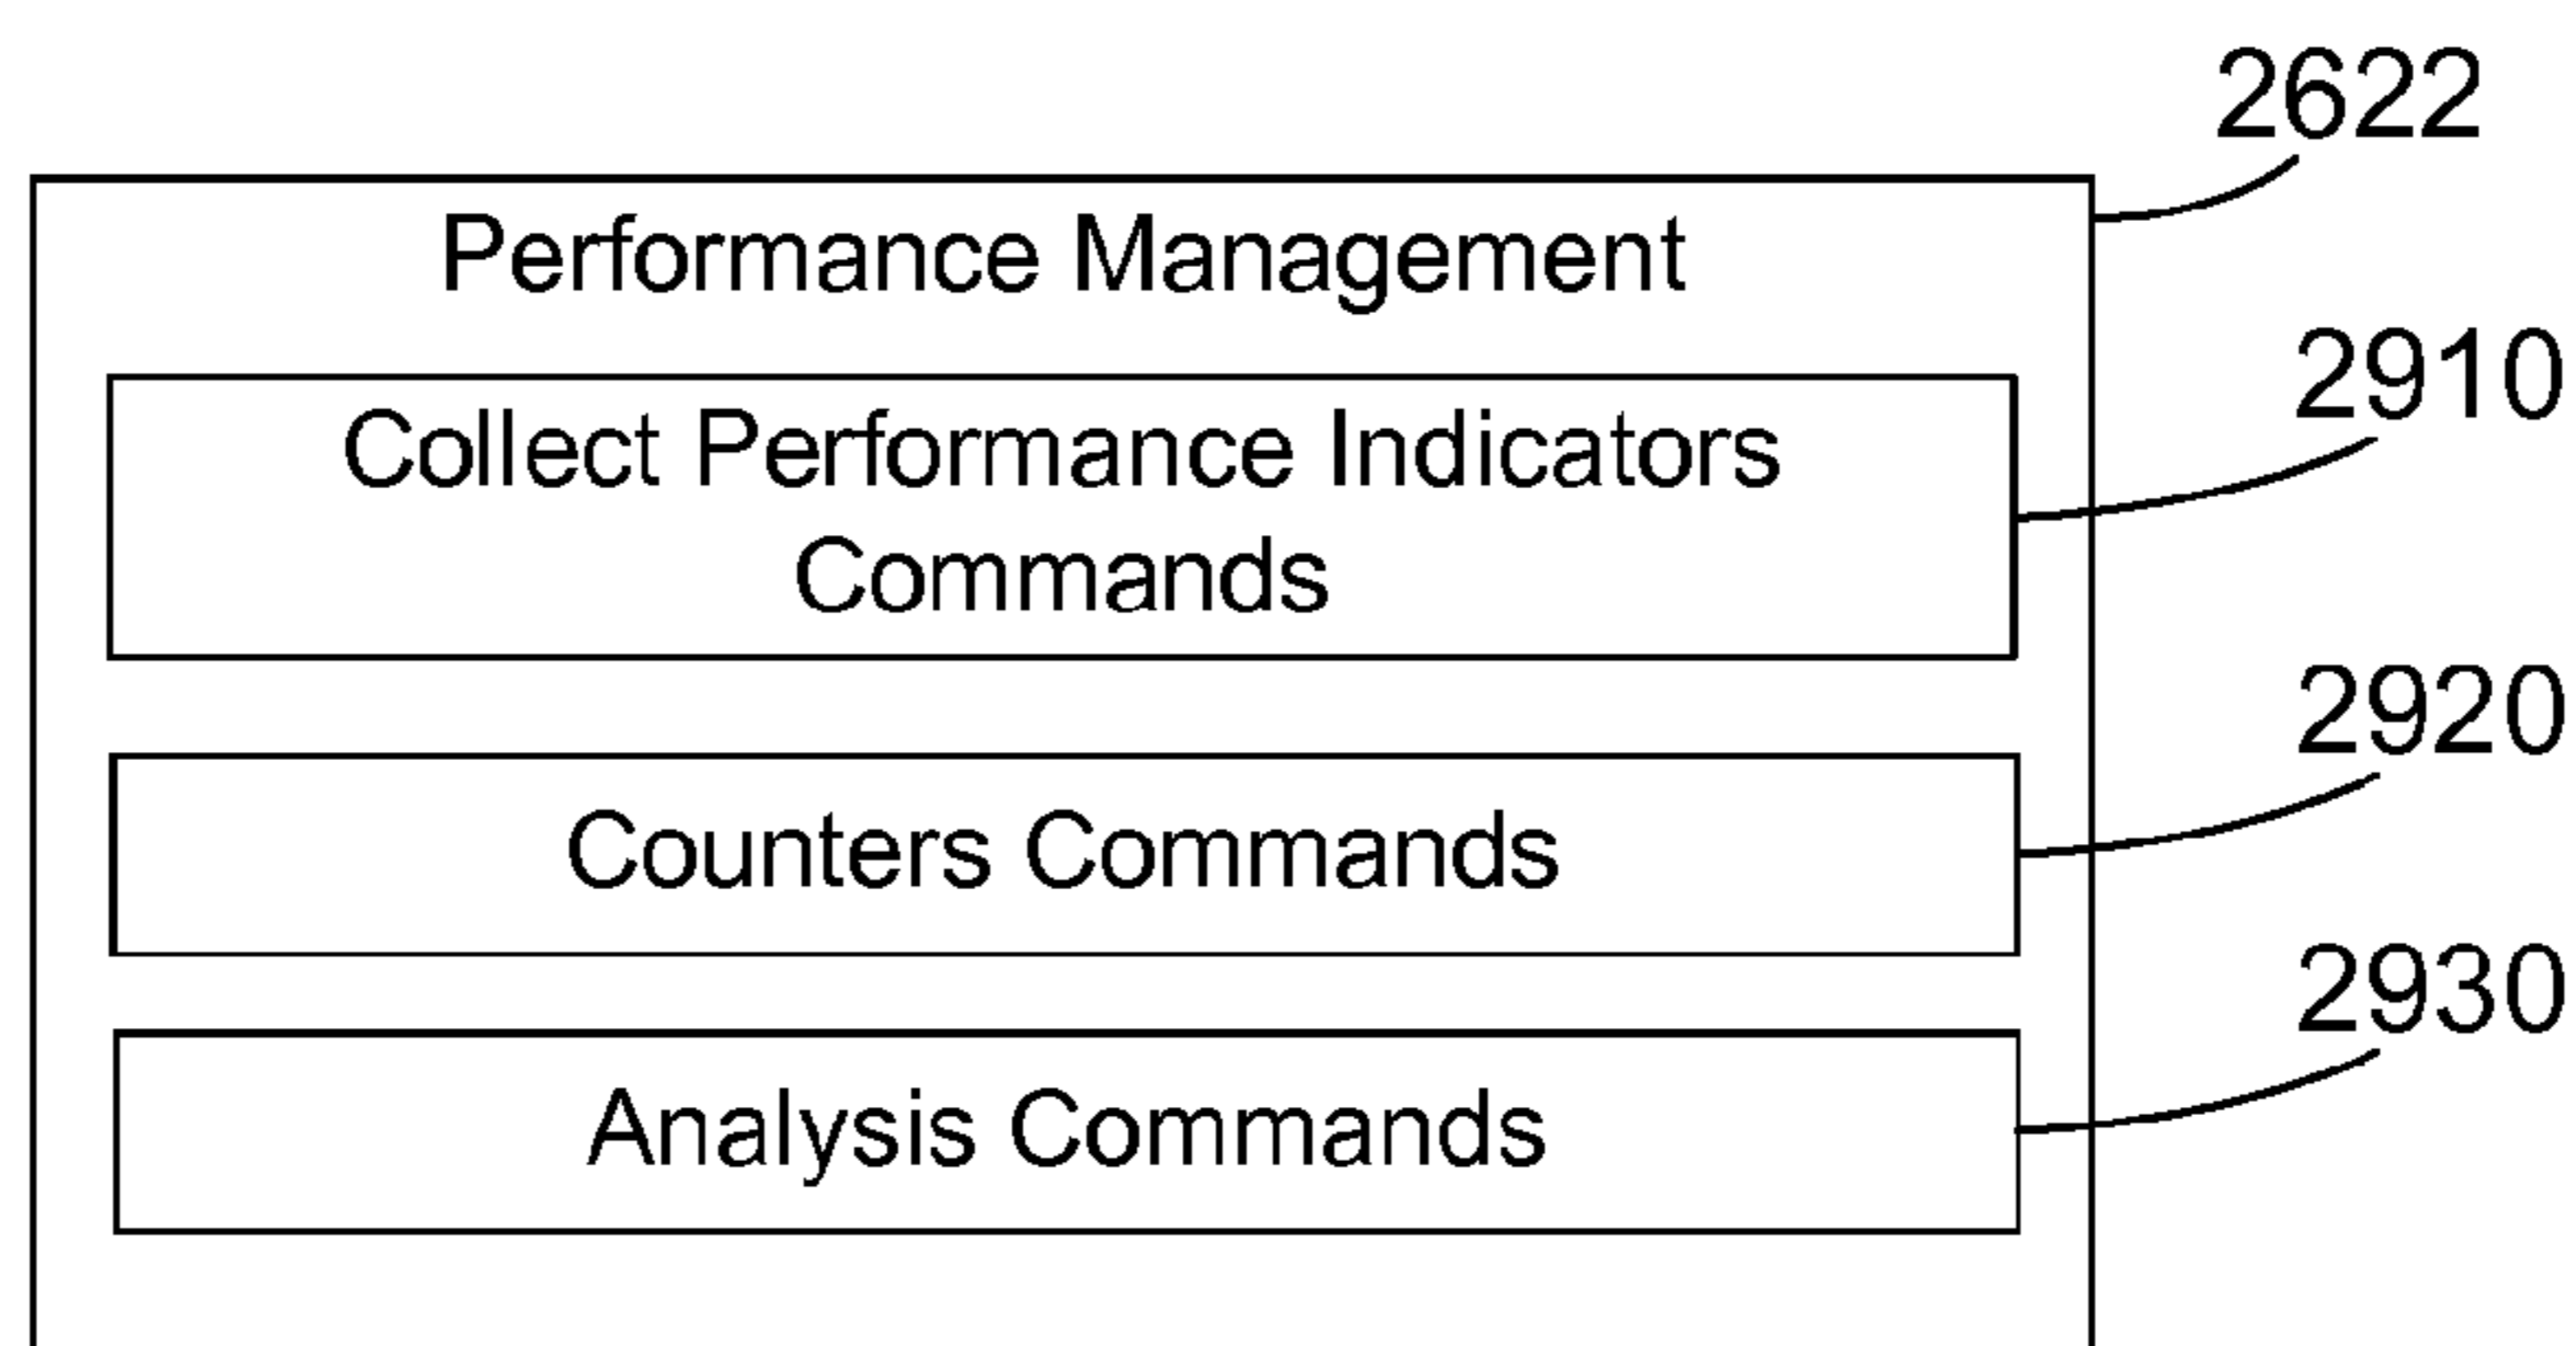 2622
Performance Management
2910
Collect Performance Indicators
Commands
2920
Counters Commands
2930
Analysis Commands